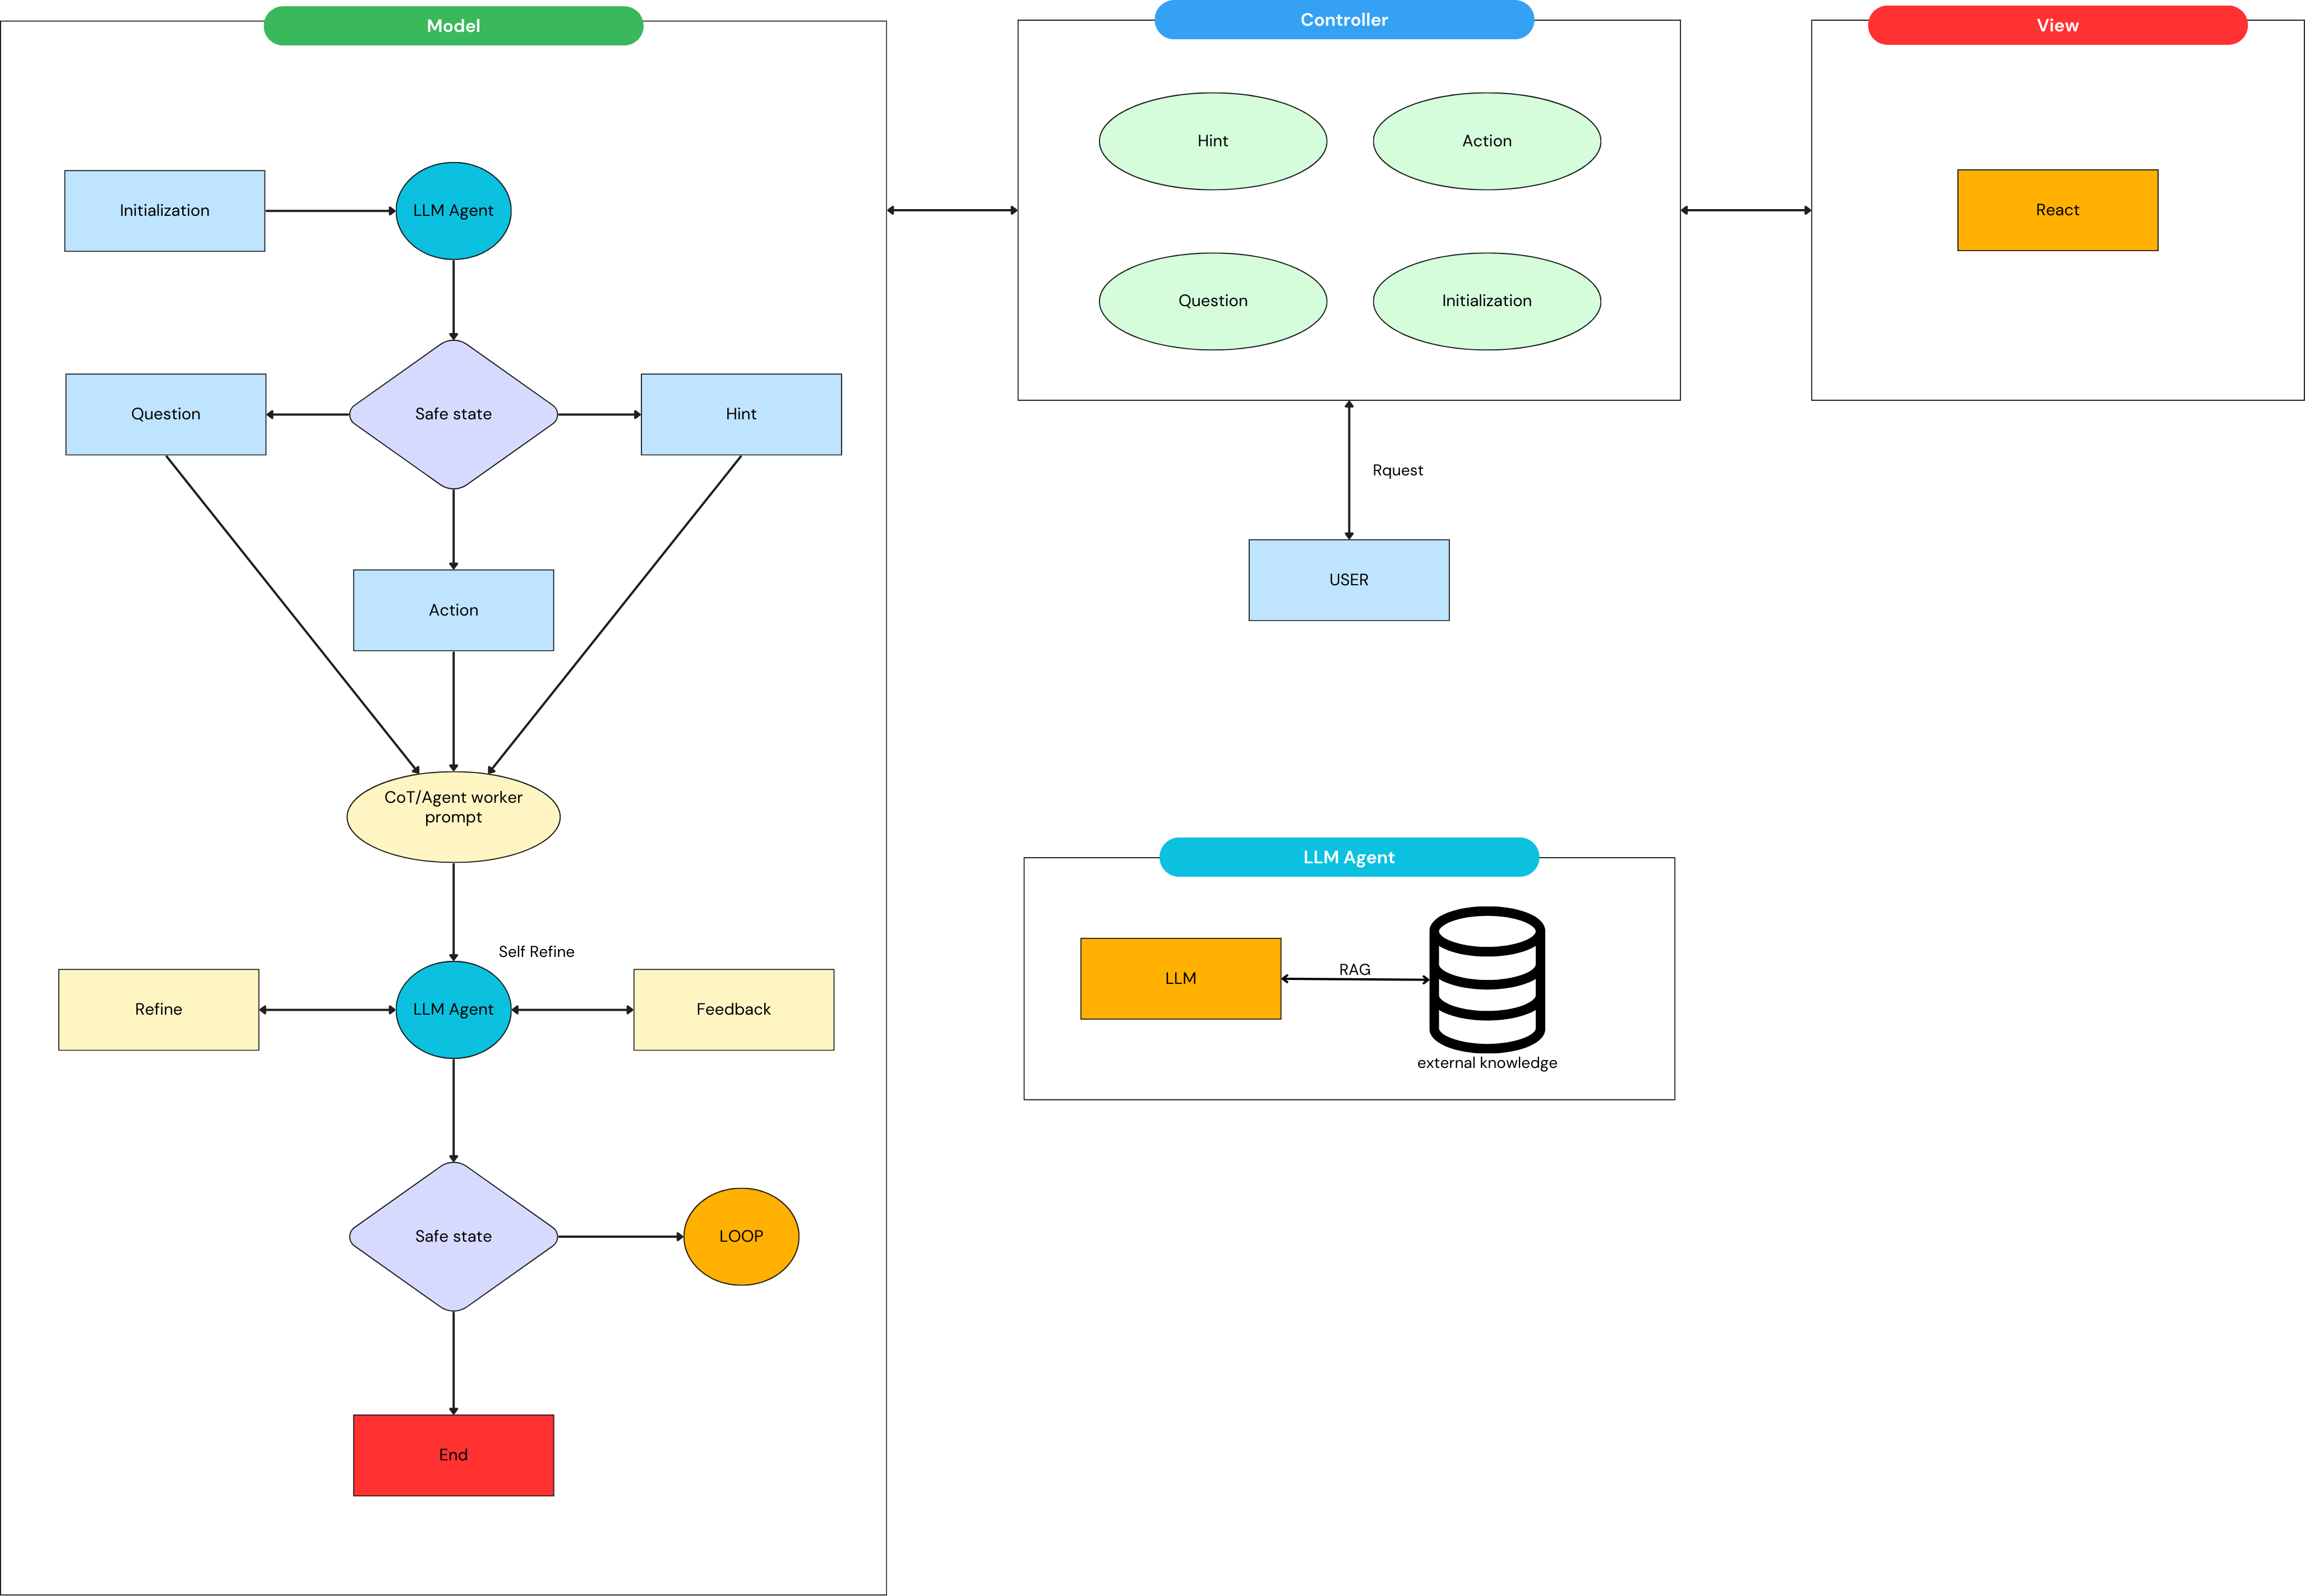 Model
Initialization
LLM Agent
Question
Safe state
Hint
Action
CoT/Agent worker
prompt
Self Refine
Refine
LLM Agent
Feedback
Safe state
LOOP
End
Controller
Hint
Action
Question
Initialization
Rquest
USER
View
React
LLM Agent
LLM
RAG
external knowledge